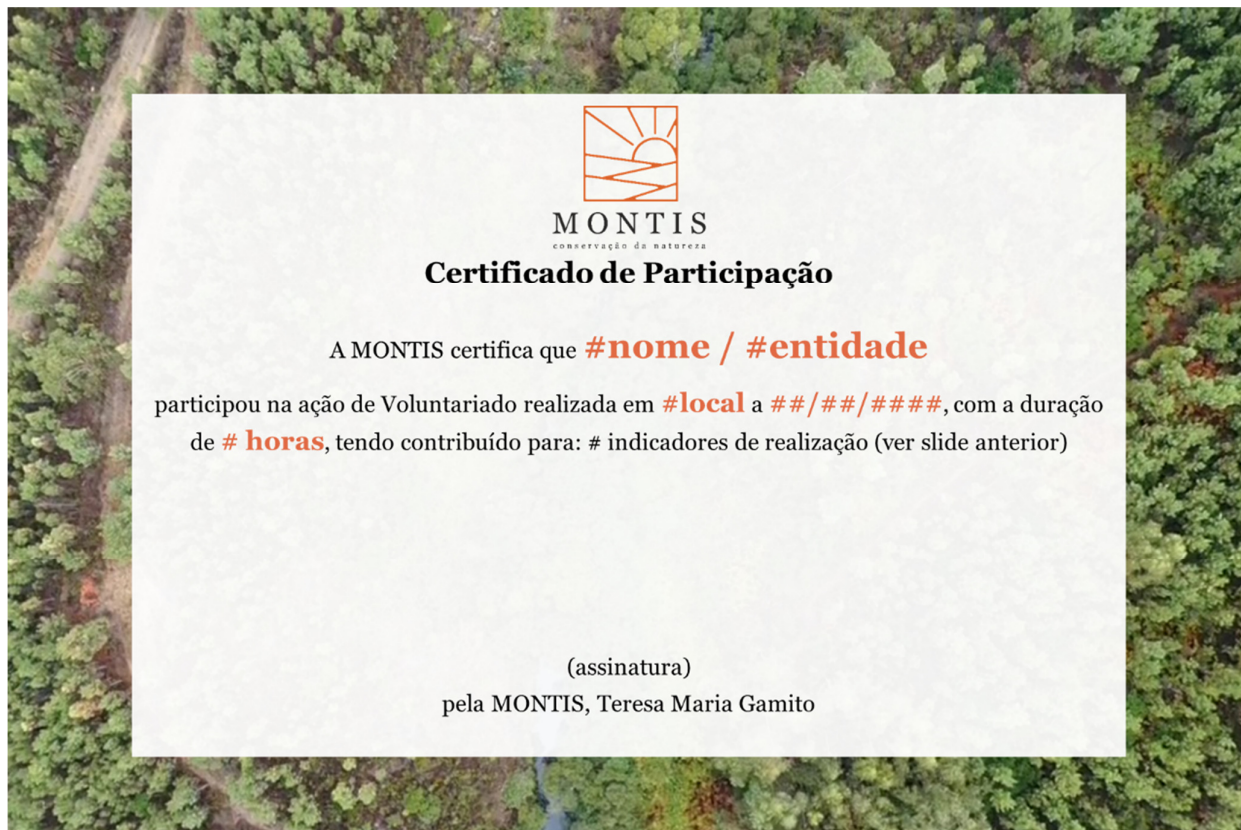 MONTIS
conservação da natureza
Certificado de Participação
A MONTIS certifica que #nome / #entidade
participou na ação de Voluntariado realizada em #local a ##/##/####, com a duração
de # horas, tendo contribuído para: # indicadores de realização (ver slide anterior)
(assinatura)
pela MONTIS, Teresa Maria Gamito